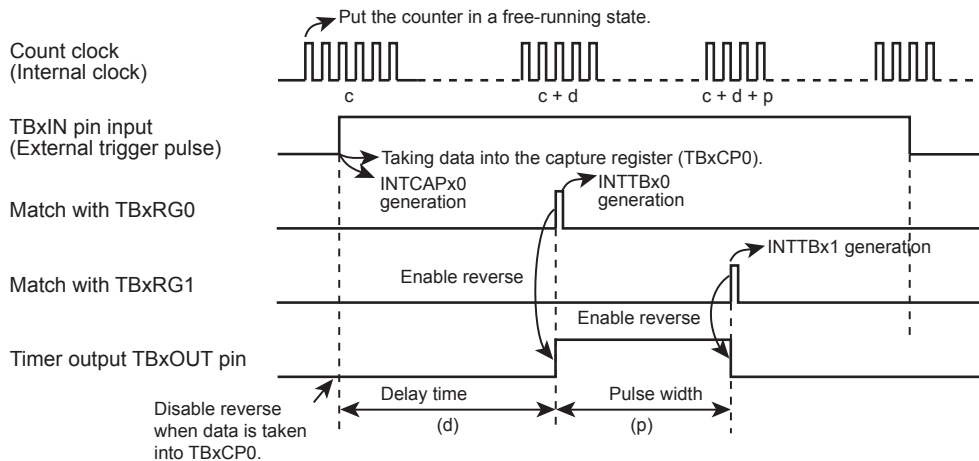 Put the counter in a free-running state.
Count clock
(Internal clock)
c
c + d
c + d + p
TBxIN pin input
(External trigger pulse)
Taking data into the capture register (TBxCP0).
INTCAPx0
generation
INTTBx0
generation
Match with TBxRG0
INTTBx1 generation
Enable reverse
Match with TBxRG1
Enable reverse
Timer output TBxOUT pin
Disable reverse
when data is taken
into TBxCP0.
Delay time
(d)
Pulse width
(p)